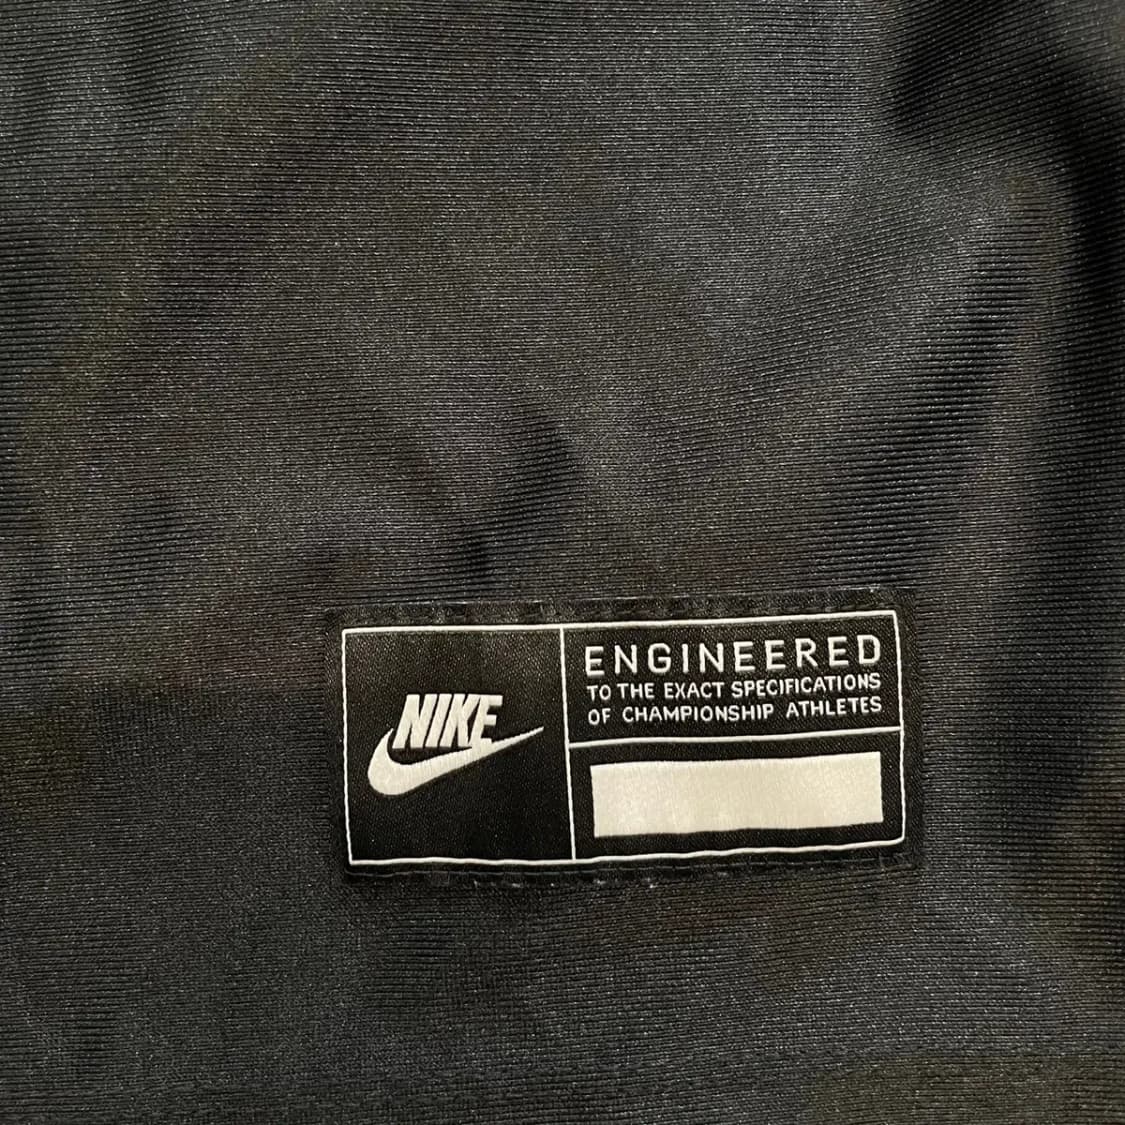 NIKE
ENGINEERED
TO THE EXACT SPECIFICATIONS
OF CHAMPIONSHIP ATHLETES